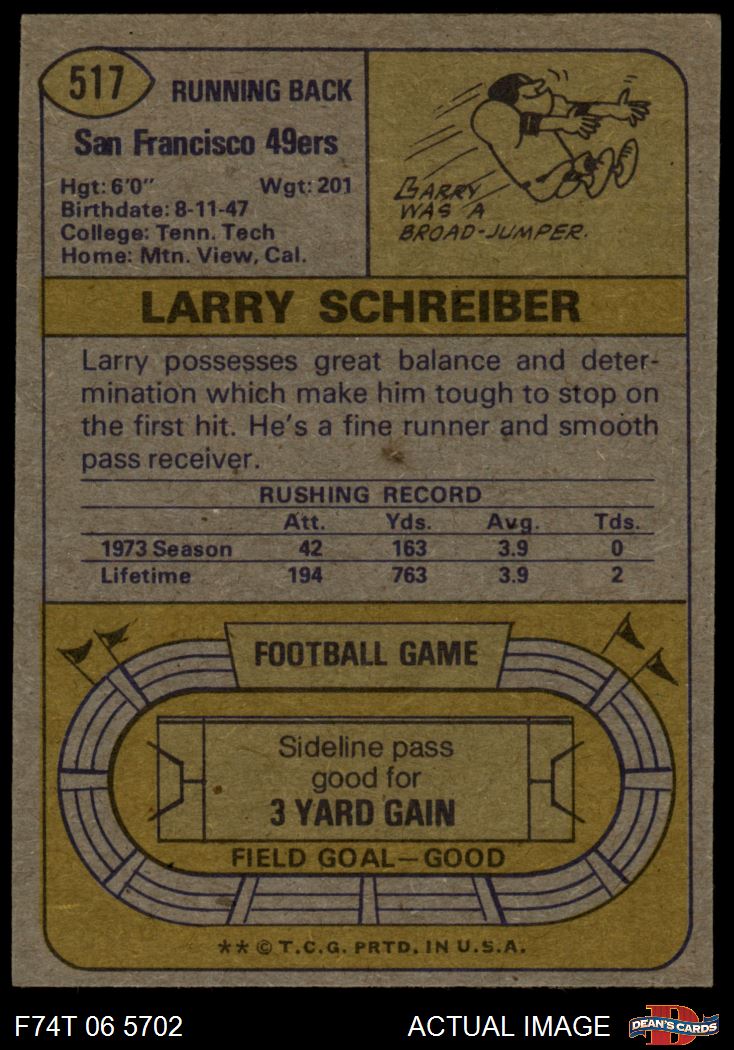 517
RUNNING BACK
San Francisco 49ers
Hgt: 6'0" Wgt: 201
Birthdate: 8-11-47
College: Tenn. Tech
Home: Mtn. View, Cal.
LARRY
WAS A
BROAD-JUMPER.
LARRY SCHREIBER
Larry possesses great balance and deter-
mination which make him tough to stop on
the first hit. He's a fine runner and smooth
pass receiver.
RUSHING RECORD
Att. Yds. Avg. Tds.
1973 Season 42 163 3.9 0
Lifetime 194 763 3.9 2
FOOTBALL GAME
Sideline pass
good for
3 YARD GAIN
FIELD GOAL—GOOD
** © T.C.G. PRTD. IN U.S.A.
F74T 06 5702 ACTUAL IMAGE
D
DEAN'S CARDS